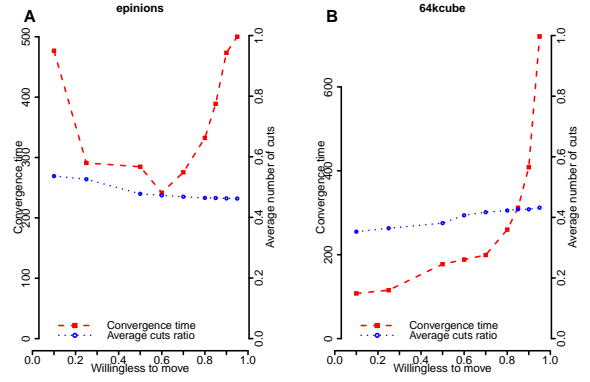 A
epinions
500
400
300
200
100
0
Convergence time
1.0
0.8
0.6
0.4
0.2
0.0
Average number of cuts
Convergence time
Average cuts ratio
0.0 0.2 0.4 0.6 0.8 1.0
Willingless to move
B
64kcube
600
400
200
0
Convergence time
1.0
0.8
0.6
0.4
0.2
0.0
Average number of cuts
Convergence time
Average cuts ratio
0.0 0.2 0.4 0.6 0.8 1.0
Willingless to move